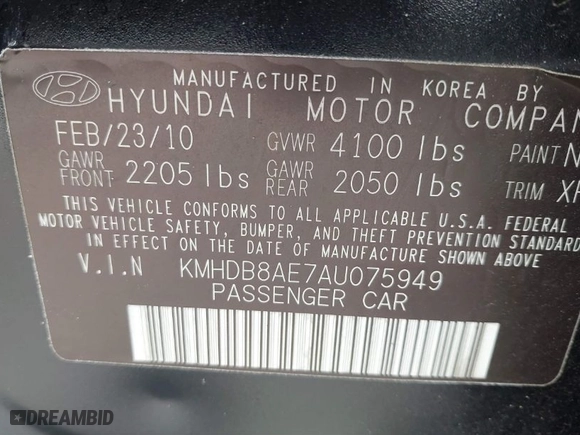 MANUFACTURED IN KOREA BY
HYUNDAI MOTOR COMPAN
FEB/23/10 GVWR 4100 lbs PAINT N
GAWR FRONT 2205 lbs GAWR REAR 2050 lbs TRIM X
THIS VEHICLE CONFORMS TO ALL APPLICABLE U.S.A. FEDERAL
MOTOR VEHICLE SAFETY, BUMPER, AND THEFT PREVENTION STANDARD
IN EFFECT ON THE DATE OF MANUFACTURE SHOWN ABOVE.
V.I.N KMHDB8AE7AU075949
PASSENGER CAR
DREAMBID